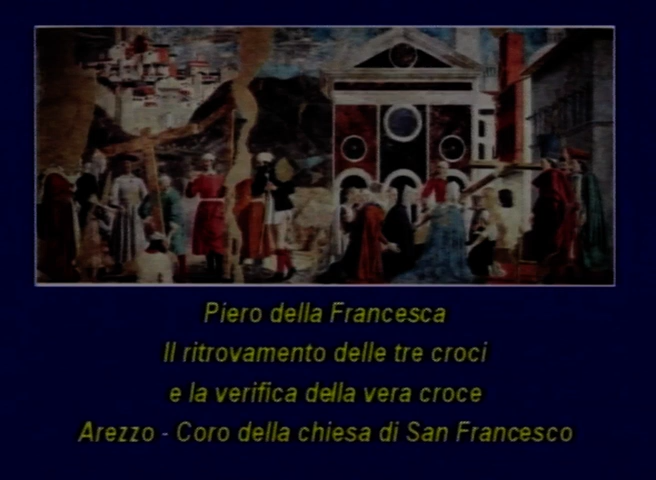 Piero della Francesca
Il ritrovamento delle tre croci
e la verifica della vera croce
Arezzo - Coro della chiesa di San Francesco